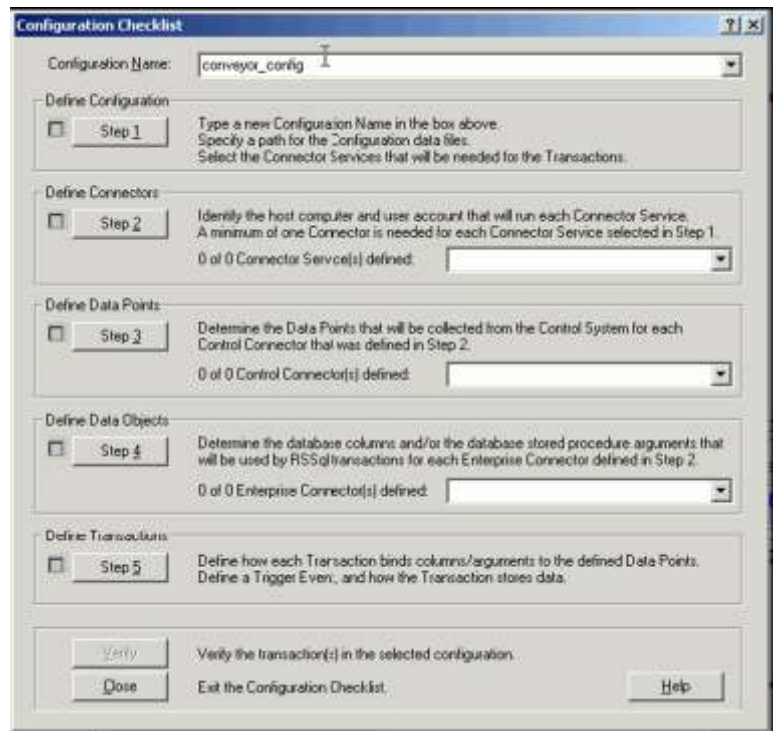 Configuration Checklist
Configuration Name:
conveyor_config
Define Configuration
Step 1
Type a new Configuraion Name in the box above.
Specify a path for the Configuration data files.
Select the Connector Services that will be needed for the Transactions.
Define Connectors
Step 2
Identify the host computer and user account that will run each Connector Service.
A minimum of one Connector is needed for each Connector Service selected in Step 1.
0 of 0 Connector Service(s) defined:
Define Data Points
Step 3
Determine the Data Points that will be collected from the Control System for each
Control Connector that was defined in Step 2.
0 of 0 Control Connector(s) defined:
Define Data Objects
Step 4
Determine the database columns and/or the database stored procedure arguments that
will be used by RSSql transactions for each Enterprise Connector defined in Step 2.
0 of 0 Enterprise Connector(s) defined:
Define Transactions
Step 5
Define how each Transaction binds columns/arguments to the defined Data Points.
Define a Trigger Event, and how the Transaction stores data.
Verify
Verify the transaction(s) in the selected configuration.
Close
Exit the Configuration Checklist.
Help